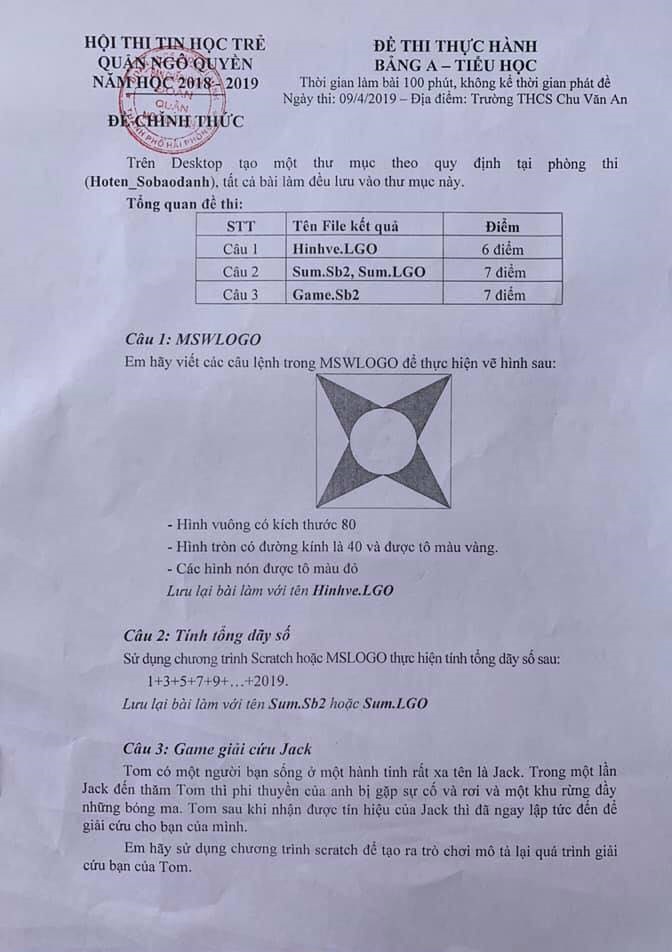 HỘI THI TIN HỌC TRẺ
QUẬN NGÔ QUYỀN
NĂM HỌC 2018 - 2019
ĐỀ CHÍNH THỨC
ĐỀ THI THỰC HÀNH
BẢNG A – TIỂU HỌC
Thời gian làm bài 100 phút, không kể thời gian phát đề
Ngày thi: 09/4/2019 – Địa điểm: Trường THCS Chu Văn An
Trên Desktop tạo một thư mục theo quy định tại phòng thi
(Hoten_Sobaodanh), tất cả bài làm đều lưu vào thư mục này.
Tổng quan đề thi:
STT Tên File kết quả Điểm
Câu 1 Hinhve.LGO 6 điểm
Câu 2 Sum.Sb2, Sum.LGO 7 điểm
Câu 3 Game.Sb2 7 điểm
Câu 1: MSWLOGO
Em hãy viết các câu lệnh trong MSWLOGO để thực hiện vẽ hình sau:
- Hình vuông có kích thước 80
- Hình tròn có đường kính là 40 và được tô màu vàng.
- Các hình nón được tô màu đỏ
Lưu lại bài làm với tên Hinhve.LGO
Câu 2: Tính tổng dãy số
Sử dụng chương trình Scratch hoặc MSLOGO thực hiện tính tổng dãy số sau:
1+3+5+7+9+…+2019.
Lưu lại bài làm với tên Sum.Sb2 hoặc Sum.LGO
Câu 3: Game giải cứu Jack
Tom có một người bạn sống ở một hành tinh rất xa tên là Jack. Trong một lần
Jack đến thăm Tom thì phi thuyền của anh bị gặp sự cố và rơi và một khu rừng đầy
những bóng ma. Tom sau khi nhận được tín hiệu của Jack thì đã ngay lập tức đến để
giải cứu cho bạn của mình.
Em hãy sử dụng chương trình scratch để tạo ra trò chơi mô tả lại quá trình giải
cứu bạn của Tom.